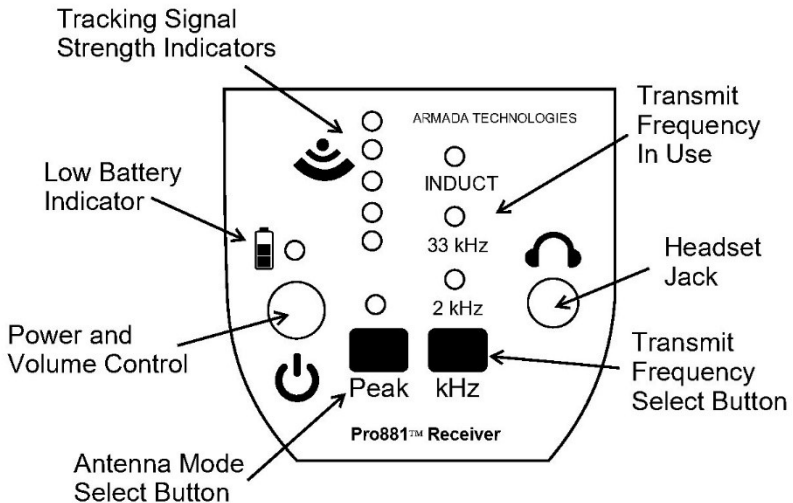 Tracking Signal
Strength Indicators
ARMADA TECHNOLOGIES
Transmit
Frequency
In Use
INDUCT
Low Battery
Indicator
33 kHz
Headset
Jack
2 kHz
Power and
Volume Control
Peak
kHz
Transmit
Frequency
Select Button
Pro881™ Receiver
Antenna Mode
Select Button